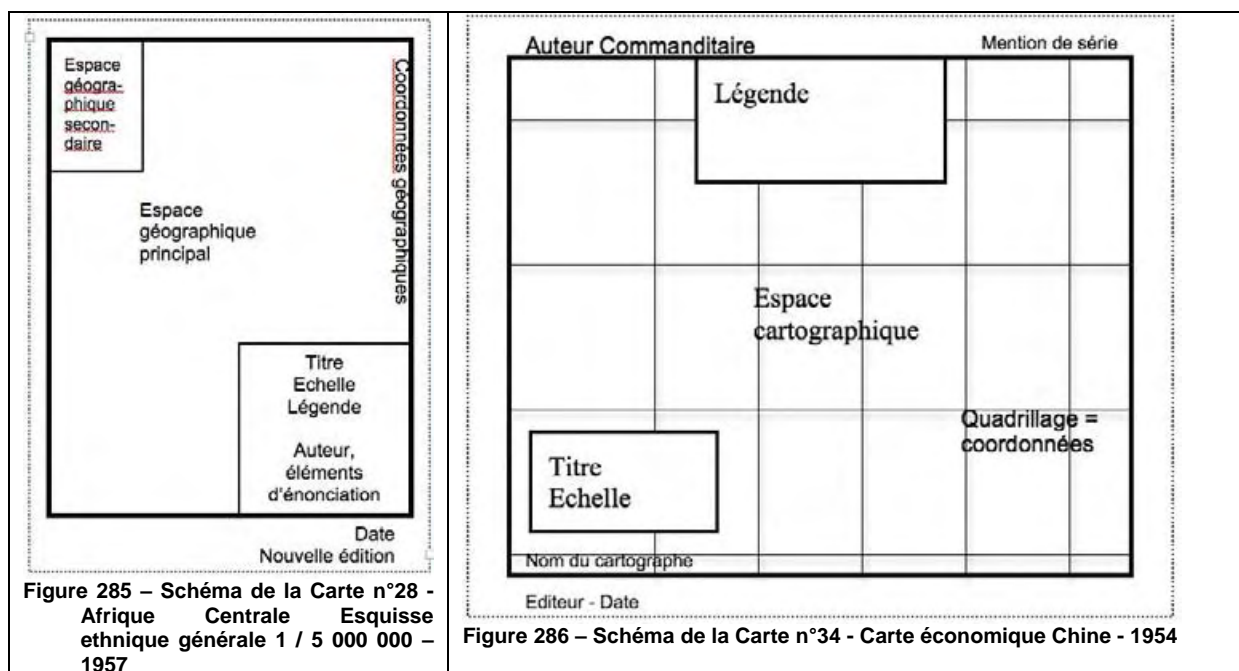 Espace
géogra-
phique
secon-
daire
Coordonnées géographiques
Espace
géographique
principal
Titre
Echelle
Légende
Auteur,
éléments
d'énonciation
Date
Nouvelle édition
Figure 285 – Schéma de la Carte n°28 -
Afrique Centrale Esquisse
ethnique générale 1 / 5 000 000 –
1957
Auteur Commanditaire
Mention de série
Légende
Espace
cartographique
Quadrillage =
coordonnées
Titre
Echelle
Nom du cartographe
Editeur - Date
Figure 286 – Schéma de la Carte n°34 - Carte économique Chine - 1954